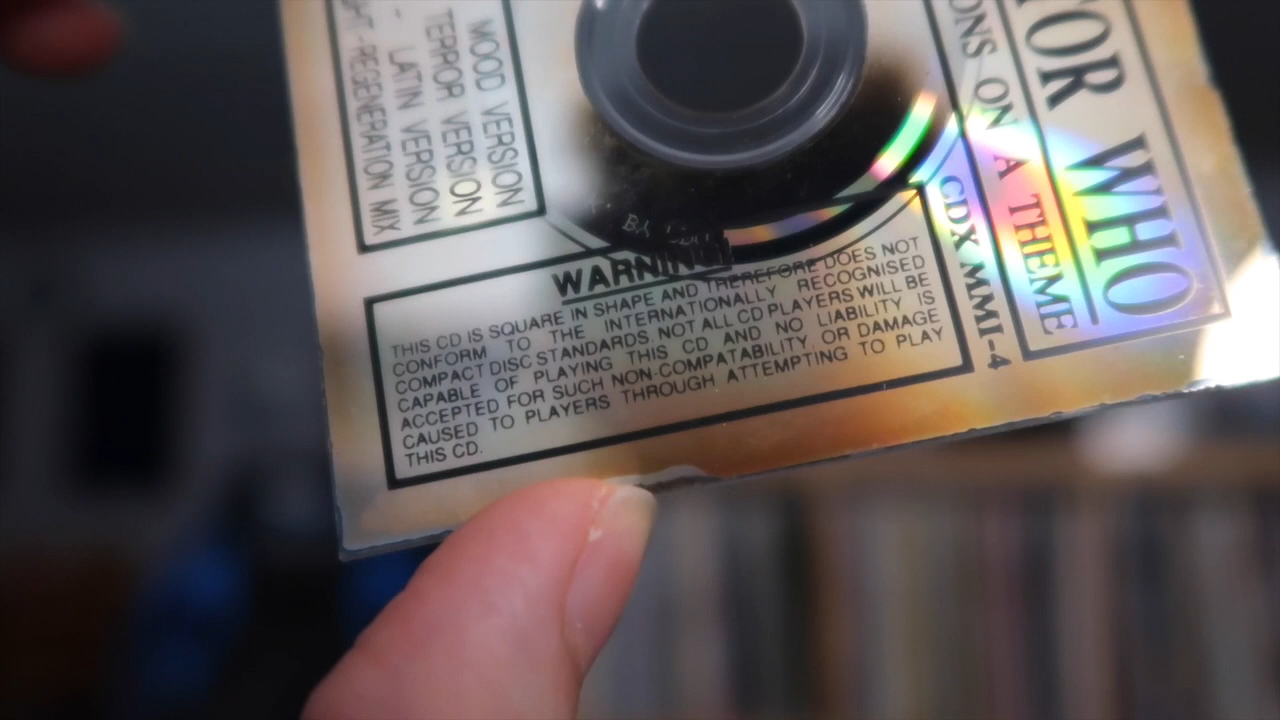 MOOD VERSION
TERROR VERSION
LATIN VERSION
-REGENERATION MIX
WHO
ON A THEME
CDX MMI-4
WARNING
THIS CD IS SQUARE IN SHAPE AND THEREFORE DOES NOT
CONFORM TO THE INTERNATIONALLY RECOGNISED
COMPACT DISC STANDARDS. NOT ALL CD PLAYERS WILL BE
CAPABLE OF PLAYING THIS CD AND NO LIABILITY IS
ACCEPTED FOR SUCH NON-COMPATABILITY, OR DAMAGE
CAUSED TO PLAYERS THROUGH ATTEMPTING TO PLAY
THIS CD.